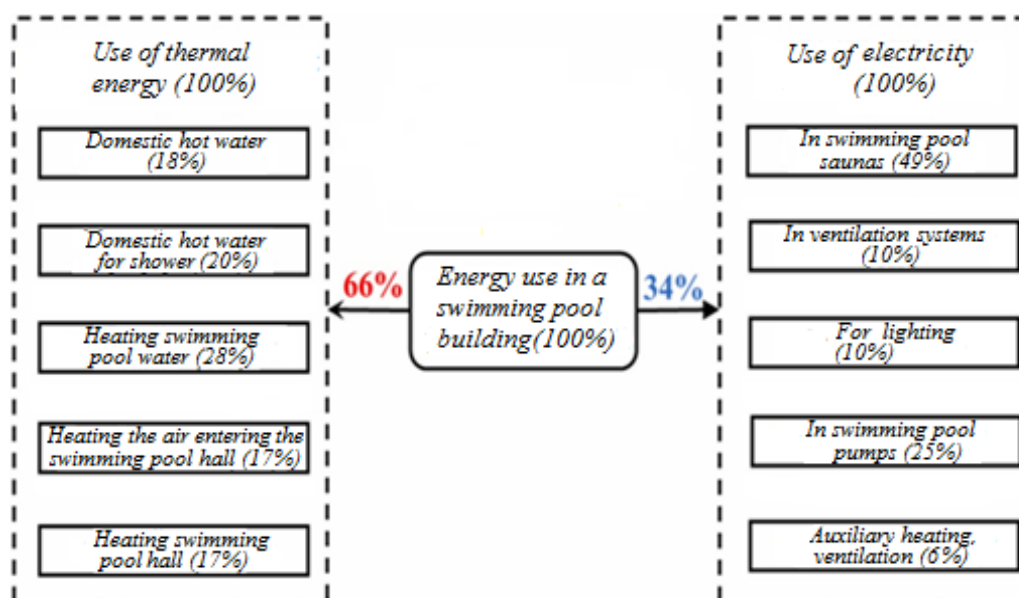 Use of thermal
energy (100%)
Domestic hot water
(18%)
Domestic hot water
for shower (20%)
Heating swimming
pool water (28%)
Heating the air entering the
swimming pool hall (17%)
Heating swimming
pool hall (17%)
66%
Energy use in a
swimming pool
building(100%)
34%
Use of electricity
(100%)
In swimming pool
saunas (49%)
In ventilation systems
(10%)
For lighting
(10%)
In swimming pool
pumps (25%)
Auxiliary heating,
ventilation (6%)